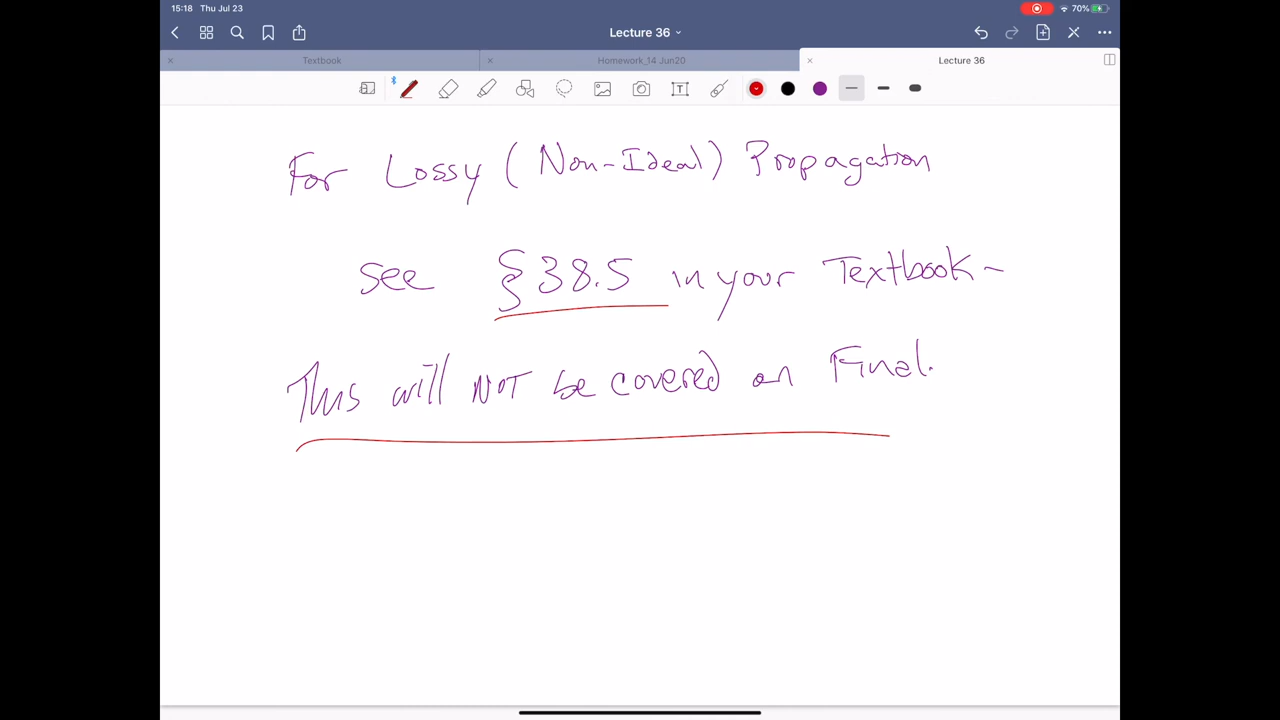 15:18 Thu Jul 23
70%
Lecture 36
Textbook
Homework_14 Jun20
Lecture 36
For Lossy (Non-Ideal) Propagation
see §38.5 in your Textbook -
This will NOT be covered on Final.